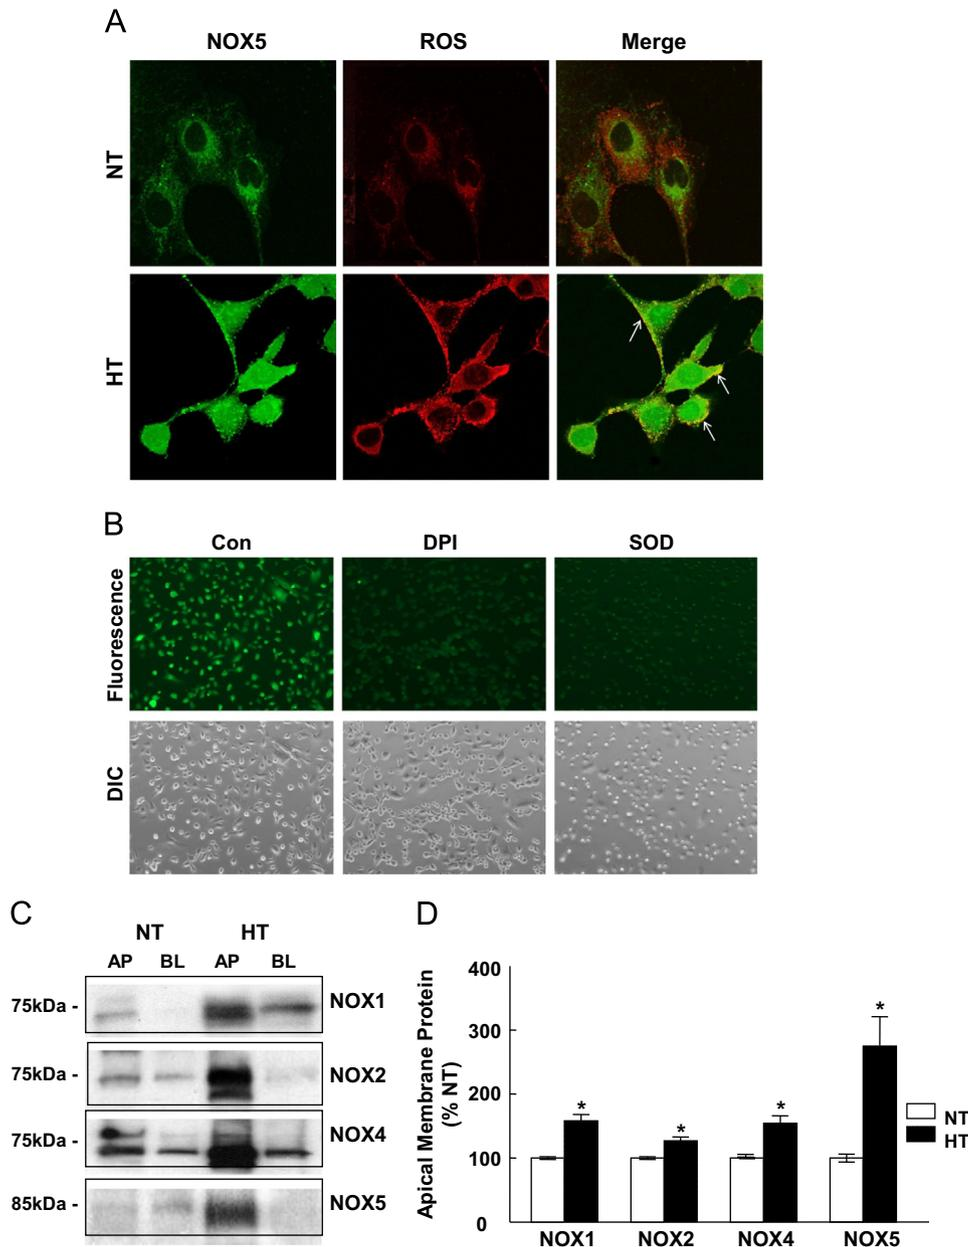 A
NOX5 ROS Merge
NT
HT
B
Con DPI SOD
Fluorescence
DIC
C
NT HT
AP BL AP BL
75kDa - NOX1
75kDa - NOX2
75kDa - NOX4
85kDa - NOX5
D
Apical Membrane Protein
(% NT)
400
300
200
100
0
* * * *
NOX1 NOX2 NOX4 NOX5
NT
HT